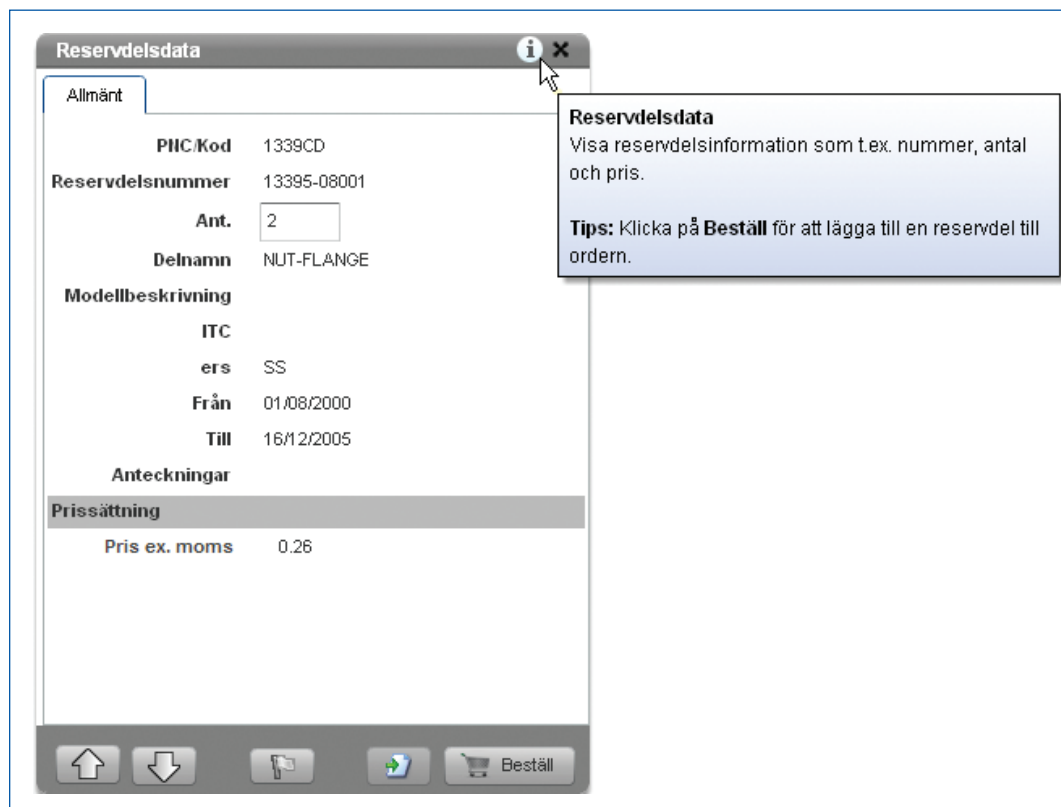 Reservdelsdata
Allmänt
PNC/Kod 1339CD
Reservdelsnummer 13395-08001
Ant. 2
Delnamn NUT-FLANGE
Modellbeskrivning
ITC
ers SS
Från 01/08/2000
Till 16/12/2005
Anteckningar
Prissättning
Pris ex. moms 0.26
Beställ
Reservdelsdata
Visa reservdelsinformation som t.ex. nummer, antal
och pris.
Tips: Klicka på Beställ för att lägga till en reservdel till
ordern.